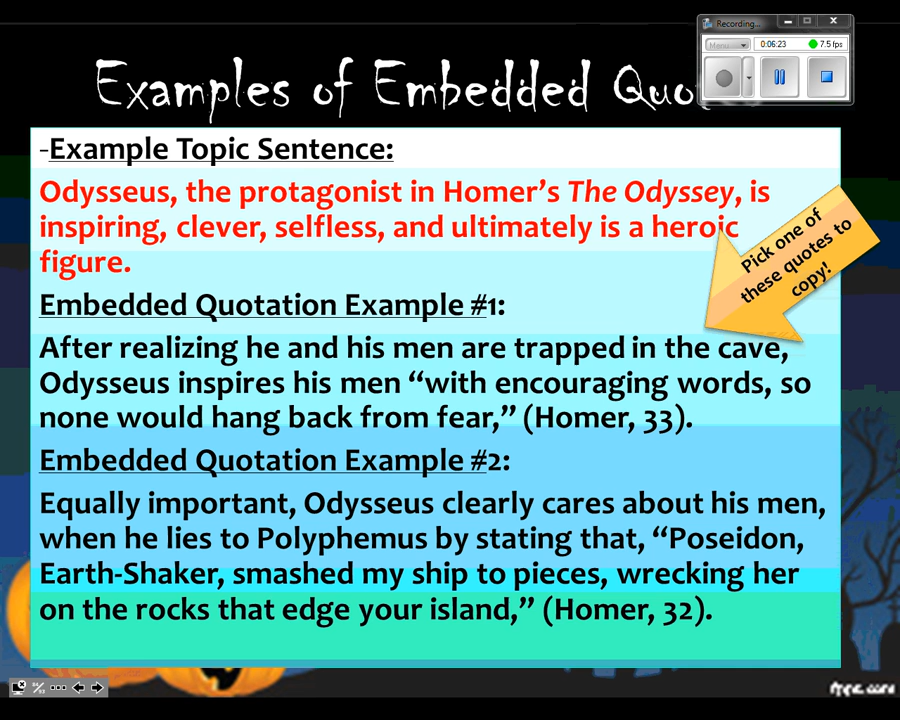 Recording...
Menu
0:06:23
7.5 fps
Examples of Embedded Quo
-Example Topic Sentence:
Odysseus, the protagonist in Homer’s The Odyssey, is
inspiring, clever, selfless, and ultimately is a heroic
figure.
Pick one of
these quotes to
copy!
Embedded Quotation Example #1:
After realizing he and his men are trapped in the cave,
Odysseus inspires his men “with encouraging words, so
none would hang back from fear,” (Homer, 33).
Embedded Quotation Example #2:
Equally important, Odysseus clearly cares about his men,
when he lies to Polyphemus by stating that, “Poseidon,
Earth-Shaker, smashed my ship to pieces, wrecking her
on the rocks that edge your island,” (Homer, 32).